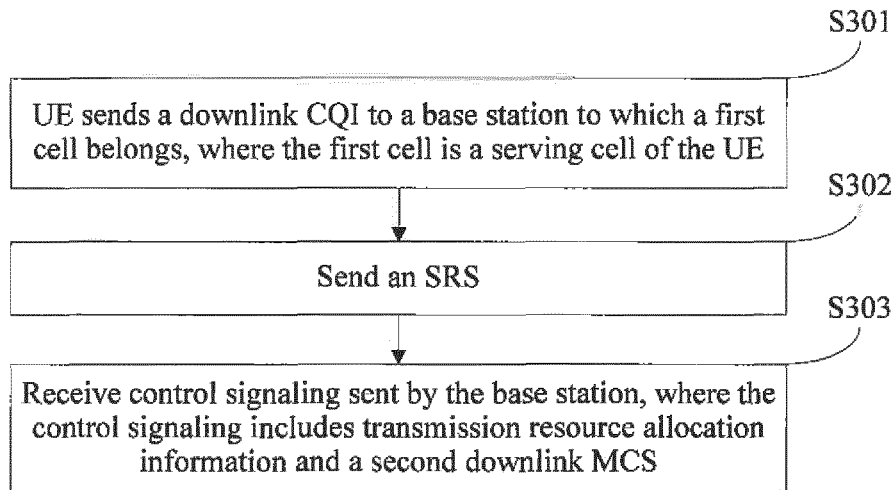 S301
UE sends a downlink CQI to a base station to which a first
cell belongs, where the first cell is a serving cell of the UE
S302
Send an SRS
S303
Receive control signaling sent by the base station, where the
control signaling includes transmission resource allocation
information and a second downlink MCS